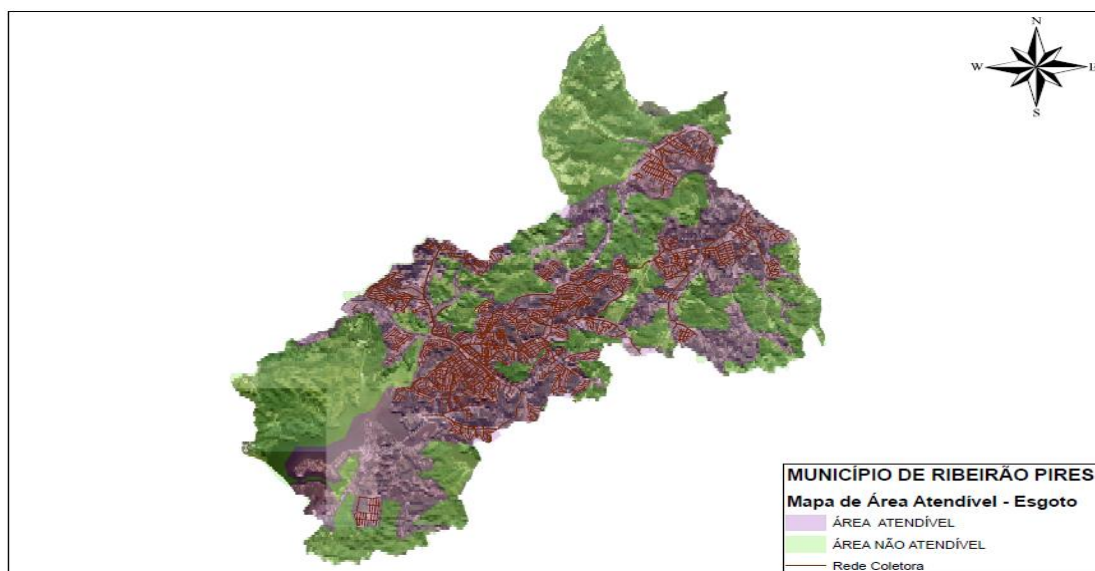 N
W E
S
MUNICÍPIO DE RIBEIRÃO PIRES
Mapa de Área Atendível - Esgoto
ÁREA ATENDÍVEL
ÁREA NÃO ATENDÍVEL
Rede Coletora